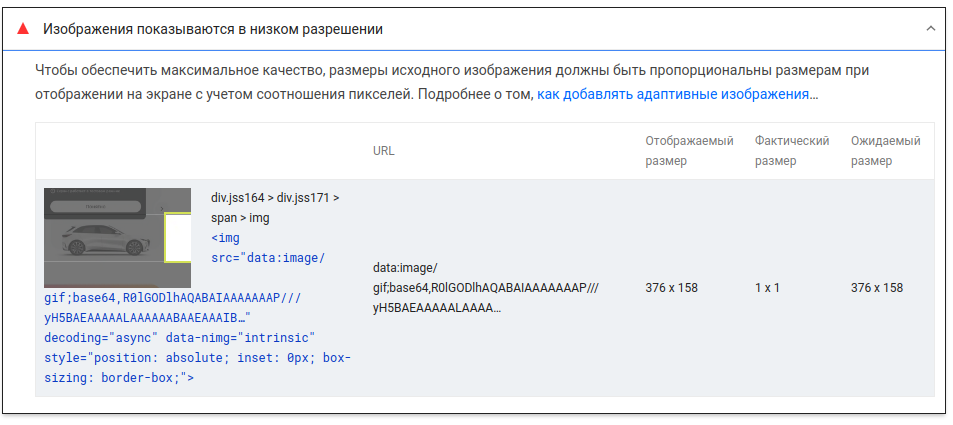 Изображения показываются в низком разрешении
Чтобы обеспечить максимальное качество, размеры исходного изображения должны быть пропорциональны размерам при
отображении на экране с учетом соотношения пикселей. Подробнее о том, как добавлять адаптивные изображения…
URL
Отображаемый
размер
Фактический
размер
Ожидаемый
размер
div.jss164 > div.jss171 >
span > img
<img
src="data:image/
gif;base64,R0lGODlhAQABAIAAAAAAAP///
yH5BAEAAAAALAAAAAABAAEAAAIB…"
decoding="async" data-nimg="intrinsic"
style="position: absolute; inset: 0px; box-
sizing: border-box;">
data:image/
gif;base64,R0lGODlhAQABAIAAAAAAAP///
yH5BAEAAAAALAAAA…
376 x 158
1 x 1
376 x 158